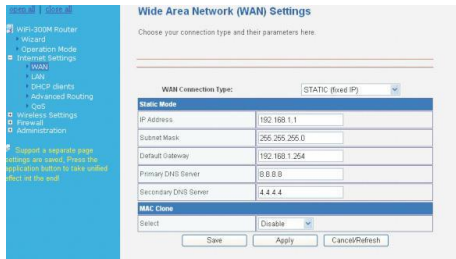 open all | close all
WiFi-300M Router
Wizard
Operation Mode
Internet Settings
WAN
LAN
DHCP clients
Advanced Routing
QoS
Wireless Settings
Firewall
Administration
Support a separate page
settings are saved, Press the
application button to take unified
effect int the end!
Wide Area Network (WAN) Settings
Choose your connection type and their parameters here.
WAN Connection Type: STATIC (fixed IP)
Static Mode
IP Address 192.168.1.1
Subnet Mask 255.255.255.0
Default Gateway 192.168.1.254
Primary DNS Server 8.8.8.8
Secondary DNS Server 4.4.4.4
MAC Clone
Select Disable
Save Apply Cancel/Refresh